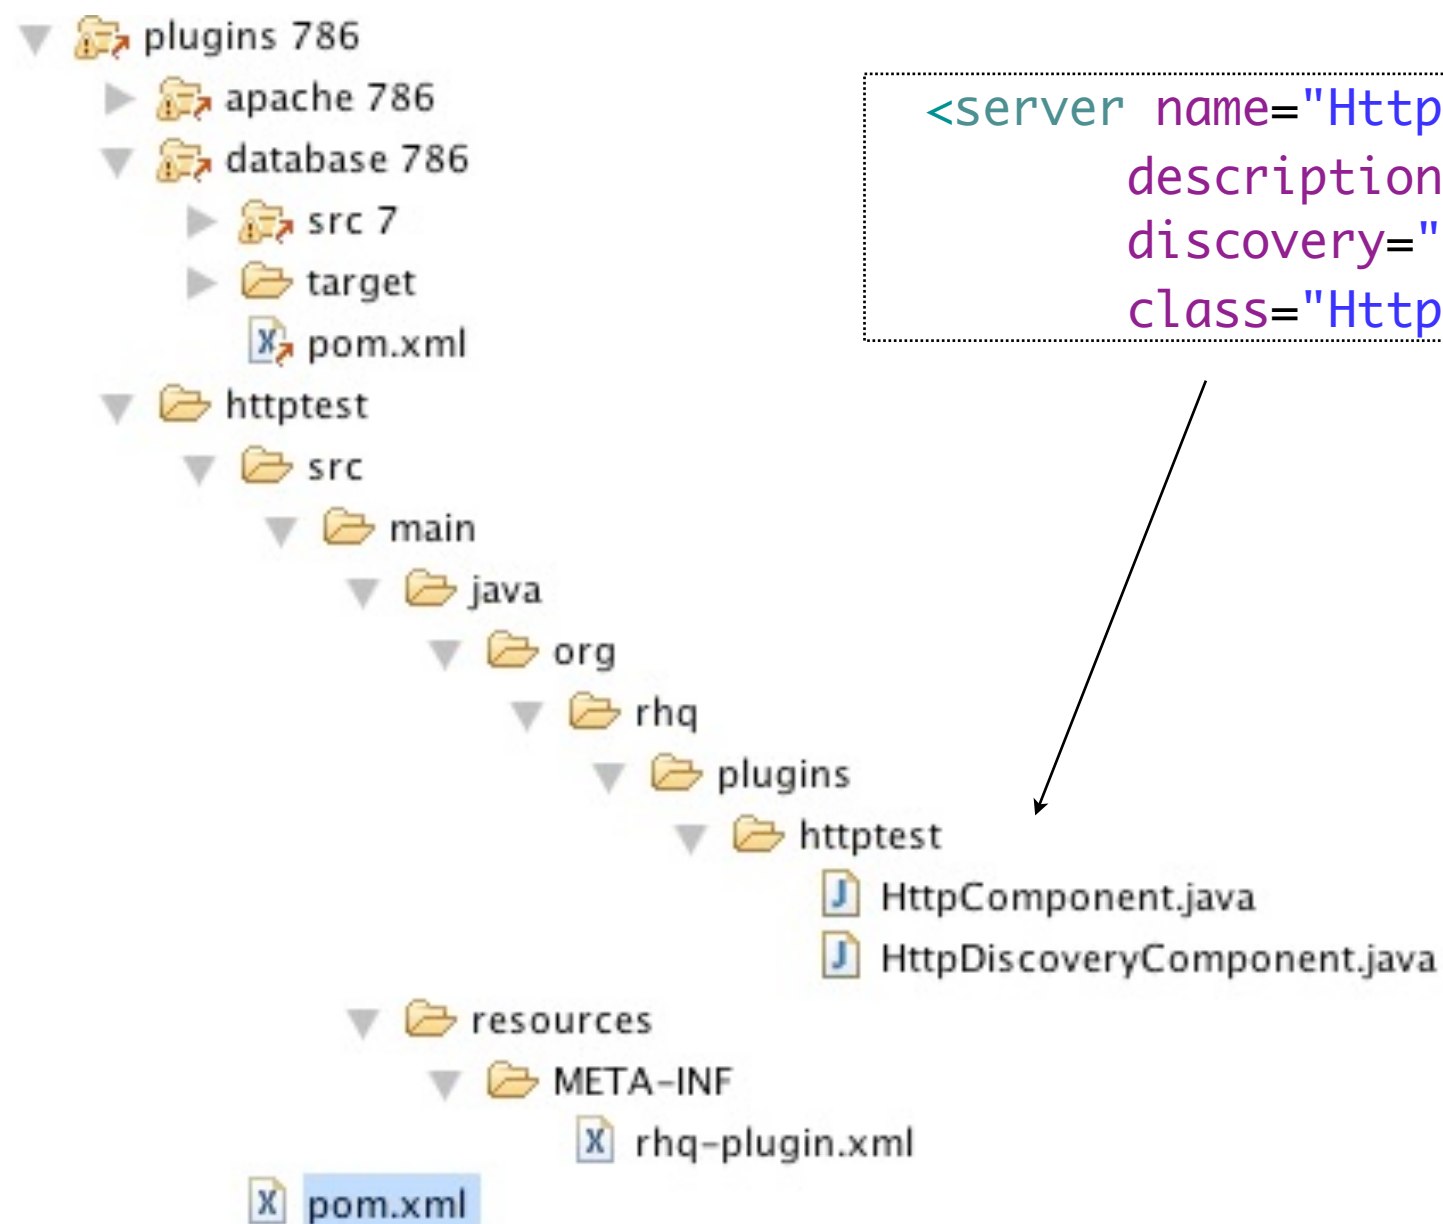 plugins 786
apache 786
database 786
src 7
target
pom.xml
httptest
src
main
java
org
rhq
plugins
httptest
HttpComponent.java
HttpDiscoveryComponent.java
resources
META-INF
rhq-plugin.xml
pom.xml
<server name="Http
description
discovery="
class="Http